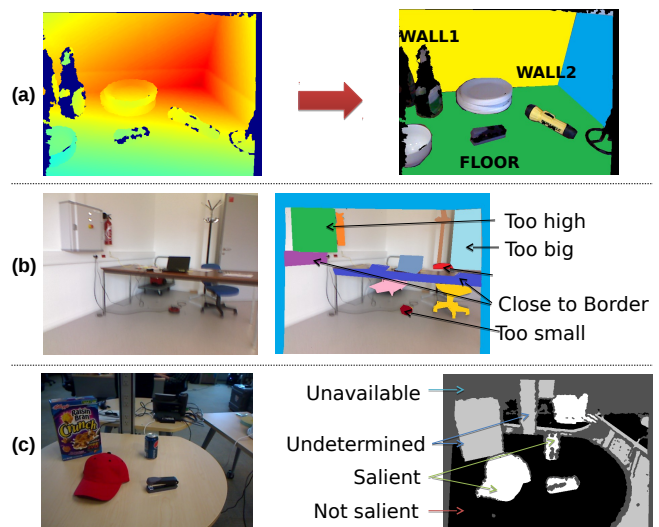 (a)
WALL1
WALL2
FLOOR
(b)
Too high
Too big
Close to Border
Too small
(c)
Raisin
Bran
Crunch
Unavailable
Undetermined
Salient
Not salient